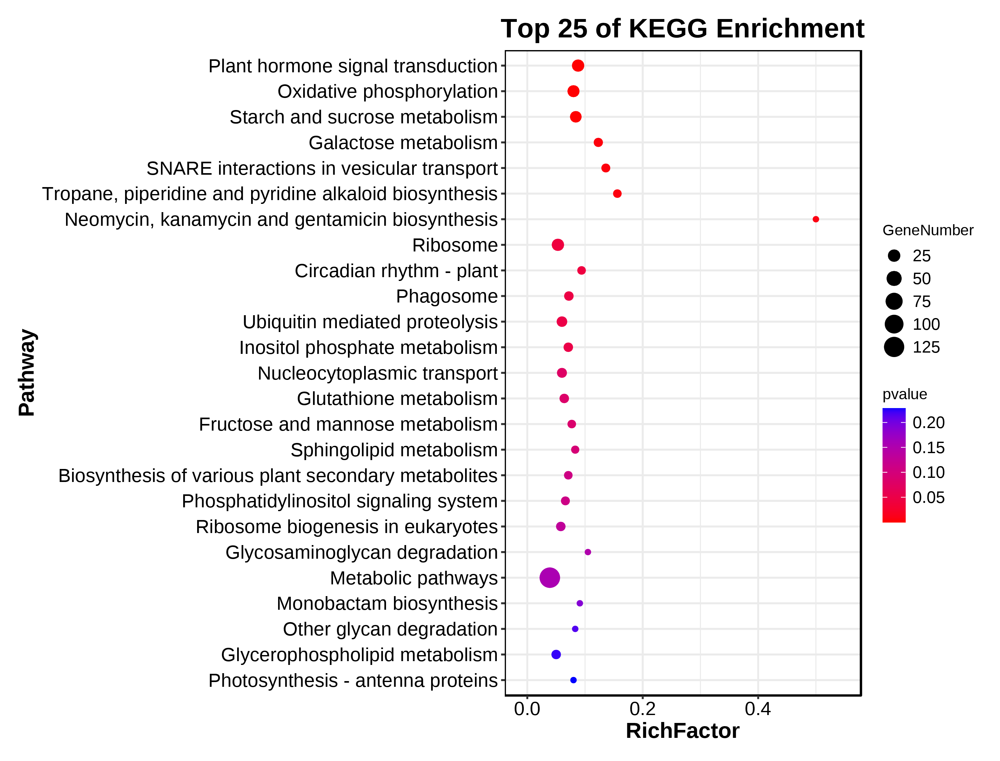 Top 25 of KEGG Enrichment
Plant hormone signal transduction
Oxidative phosphorylation
Starch and sucrose metabolism
Galactose metabolism
SNARE interactions in vesicular transport
Tropane, piperidine and pyridine alkaloid biosynthesis
Neomycin, kanamycin and gentamicin biosynthesis
Ribosome
Circadian rhythm - plant
Phagosome
Ubiquitin mediated proteolysis
Inositol phosphate metabolism
Nucleocytoplasmic transport
Glutathione metabolism
Fructose and mannose metabolism
Sphingolipid metabolism
Biosynthesis of various plant secondary metabolites
Phosphatidylinositol signaling system
Ribosome biogenesis in eukaryotes
Glycosaminoglycan degradation
Metabolic pathways
Monobactam biosynthesis
Other glycan degradation
Glycerophospholipid metabolism
Photosynthesis - antenna proteins
Pathway
0.0 0.2 0.4
RichFactor
GeneNumber
25
50
75
100
125
pvalue
0.20
0.15
0.10
0.05